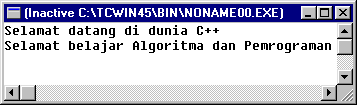 (Inactive C:\TCWIN45\BIN\NONAME00.EXE)
Selamat datang di dunia C++
Selamat belajar Algoritma dan Pemrograman